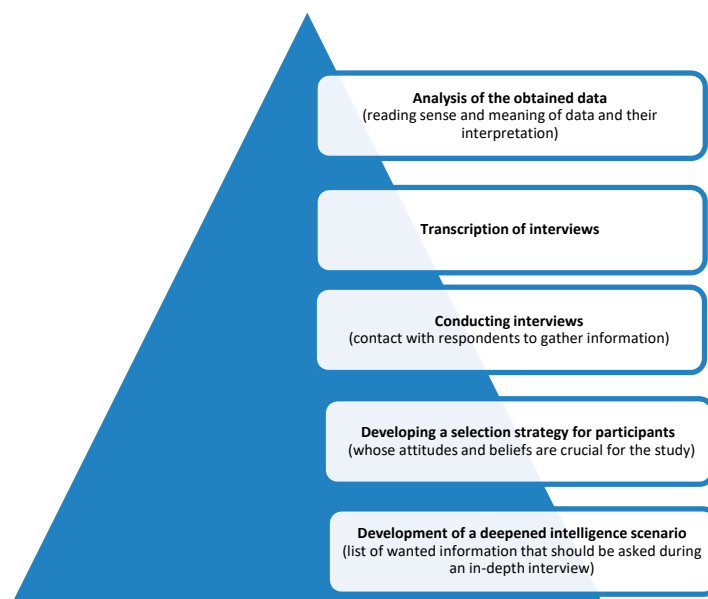 Analysis of the obtained data
(reading sense and meaning of data and their
interpretation)
Transcription of interviews
Conducting interviews
(contact with respondents to gather information)
Developing a selection strategy for participants
(whose attitudes and beliefs are crucial for the study)
Development of a deepened intelligence scenario
(list of wanted information that should be asked during
an in-depth interview)